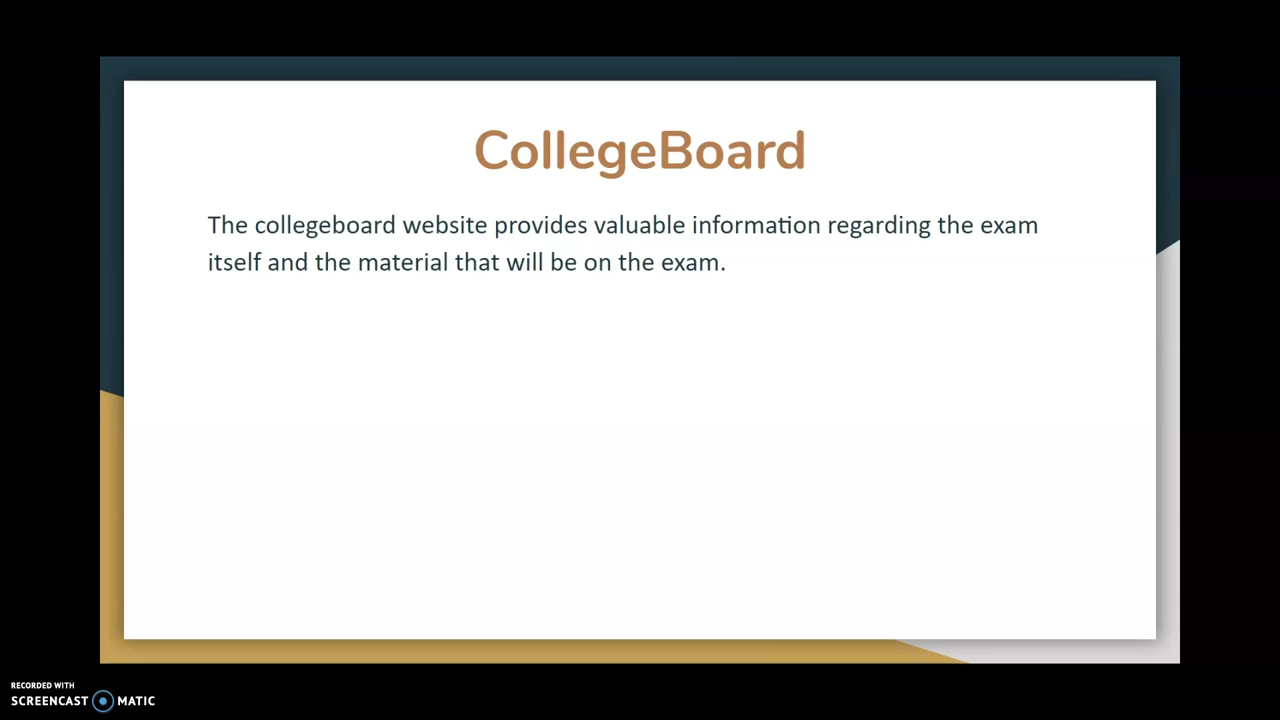 CollegeBoard
The collegeboard website provides valuable information regarding the exam
itself and the material that will be on the exam.
RECORDED WITH
SCREENCAST MATIC